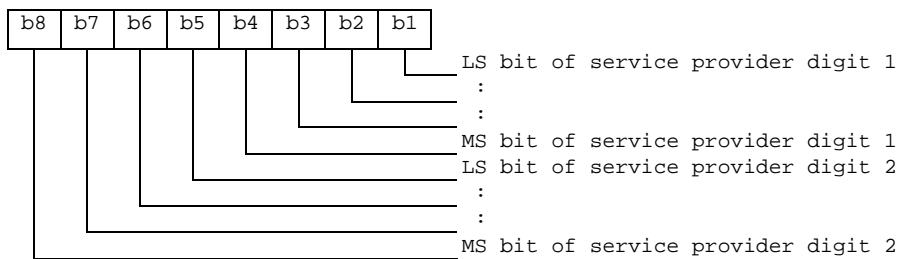 b8 b7 b6 b5 b4 b3 b2 b1
LS bit of service provider digit 1
:
:
MS bit of service provider digit 1
LS bit of service provider digit 2
:
:
MS bit of service provider digit 2